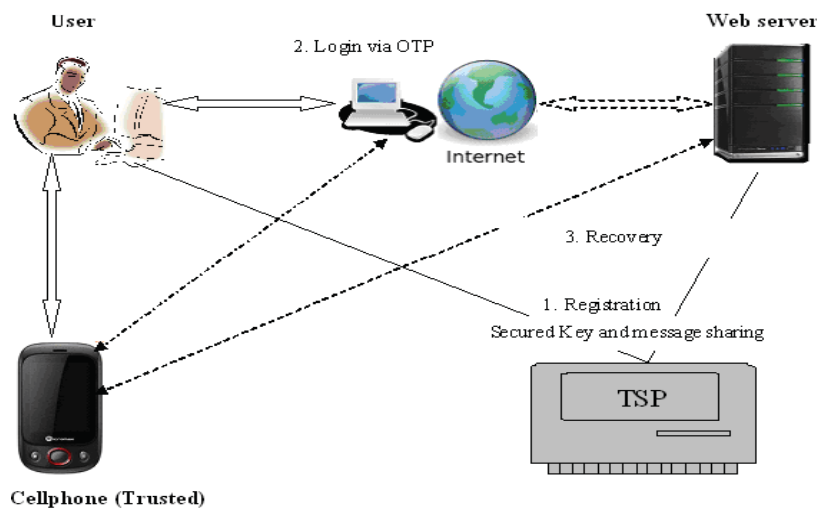 User
Web server
2. Login via OTP
Internet
3. Recovery
1. Registration
Secured Key and message sharing
TSP
Cellphone (Trusted)